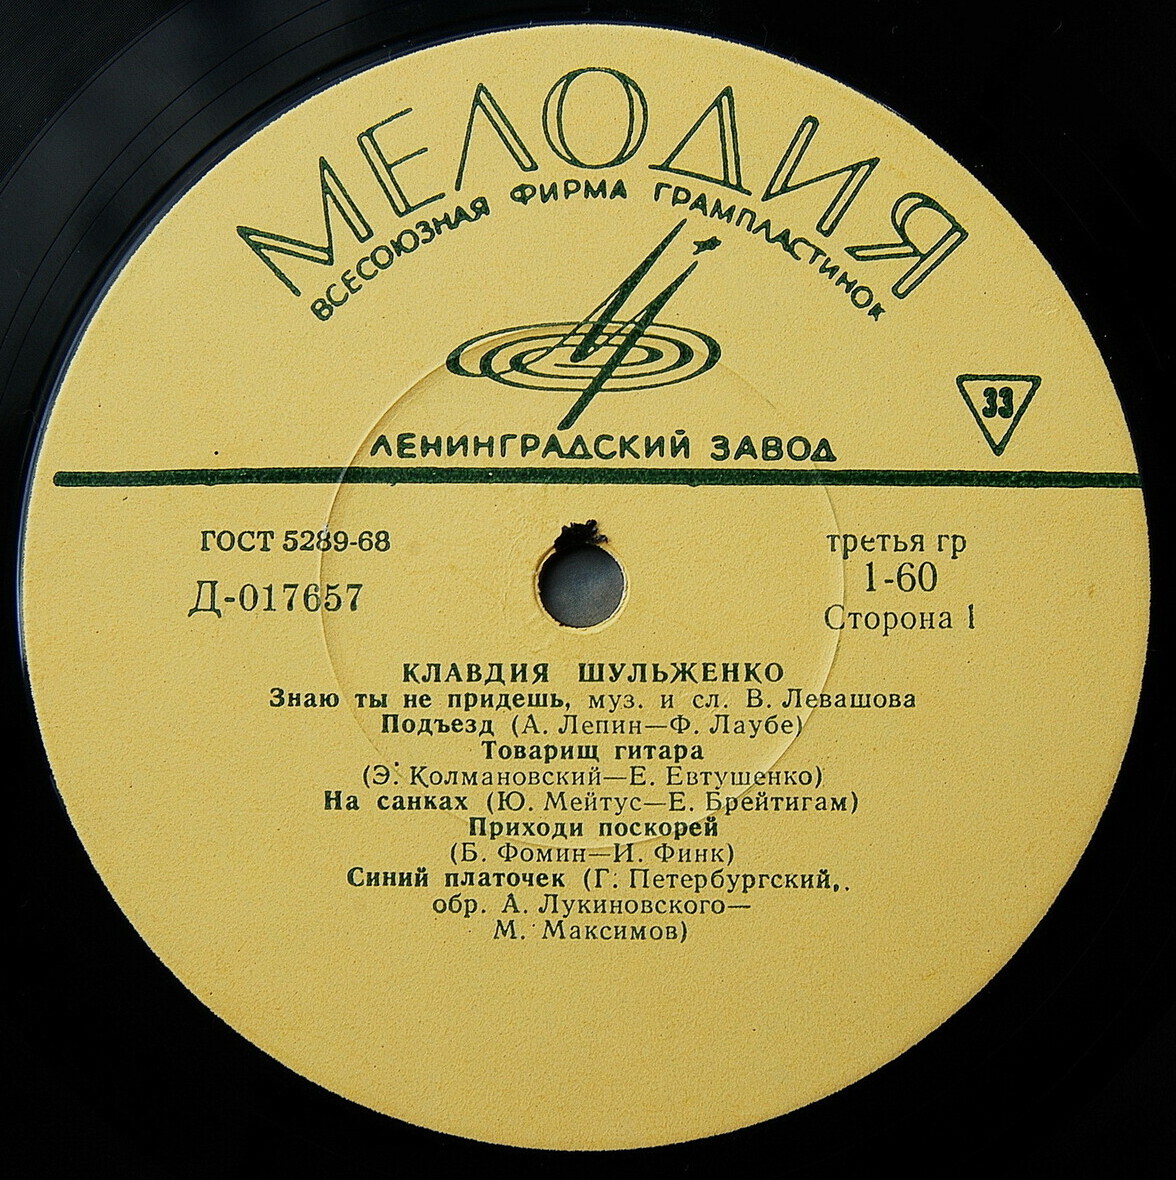 МЕЛОДИЯ
ВСЕСОЮЗНАЯ ФИРМА ГРАМПЛАСТИНОК
33
ЛЕНИНГРАДСКИЙ ЗАВОД
ГОСТ 5289-68
третья гр
Д-017657
1-60
Сторона 1
КЛАВДИЯ ШУЛЬЖЕНКО
Знаю ты не придешь, муз. и сл. В. Левашова
Подъезд (А. Лепин—Ф. Лаубе)
Товарищ гитара
(Э. Колмановский—Е. Евтушенко)
На санках (Ю. Мейтус—Е. Брейтигам)
Приходи поскорей
(Б. Фомин—И. Финк)
Синий платочек (Г. Петербургский,
обр. А. Лукиновского—
М. Максимов)